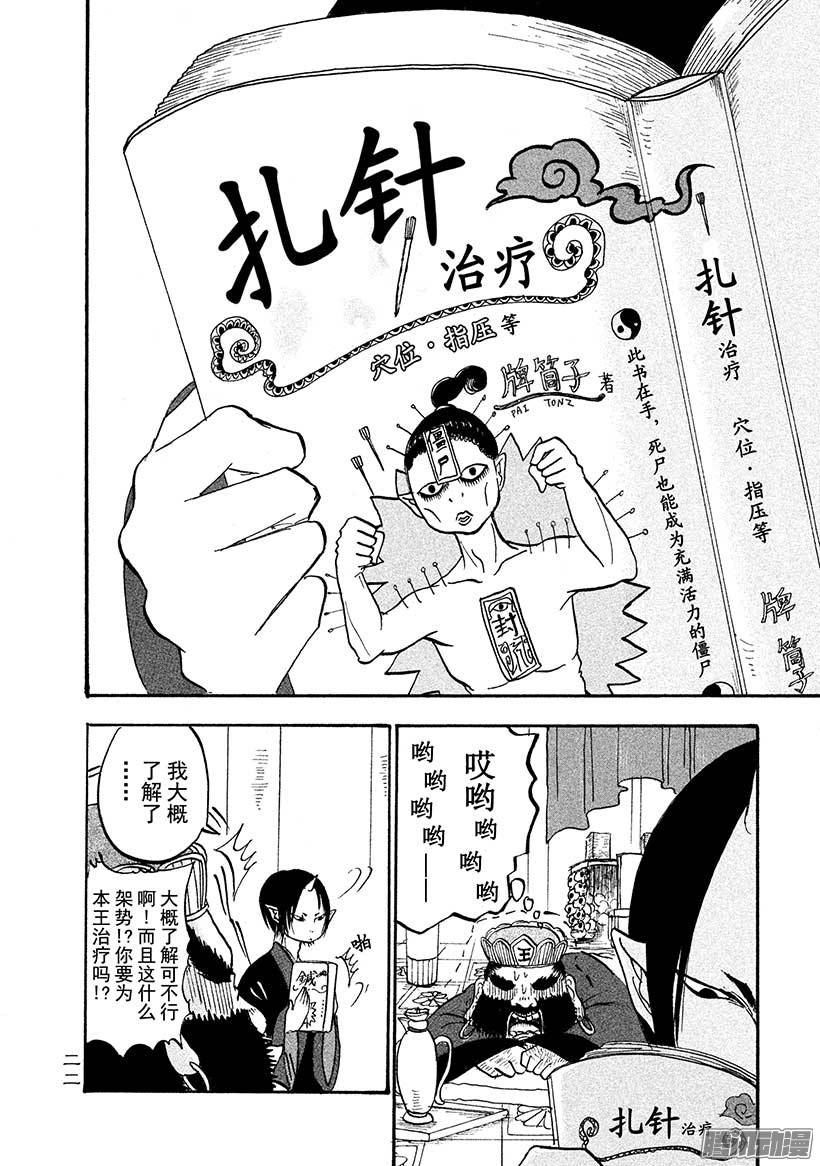 扎针
治疗
穴位·指压等
牌筒子 著
PAI TONZ
僵尸
封
扎针
治疗
穴位·指压等
牌筒子
此书在手，死尸也能成为充满活力的僵尸
哎哟哟哟哟
哟哟哟哟——
王
扎针治疗
我大概
了解了
……
啪
大概了解可不行
啊！而且这什么
架势!?你要为
本王治疗吗!?
二二
腾讯动漫